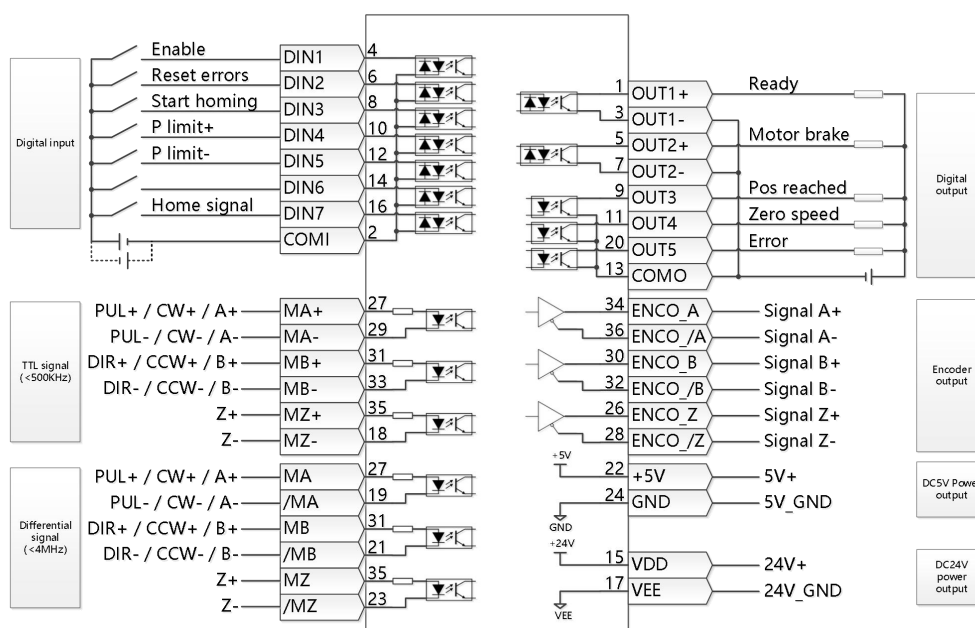 Digital input
Enable DIN1 4
Reset errors DIN2 6
Start homing DIN3 8
P limit+ DIN4 10
P limit- DIN5 12
DIN6 14
Home signal DIN7 16
COMI 2
TTL signal
(<500KHz)
PUL+ / CW+ / A+ MA+ 27
PUL- / CW- / A- MA- 29
DIR+ / CCW+ / B+ MB+ 31
DIR- / CCW- / B- MB- 33
Z+ MZ+ 35
Z- MZ- 18
Differential
signal
(<4MHz)
PUL+ / CW+ / A+ MA 27
PUL- / CW- / A- /MA 19
DIR+ / CCW+ / B+ MB 31
DIR- / CCW- / B- /MB 21
Z+ MZ 35
Z- /MZ 23
1 OUT1+ Ready
3 OUT1-
5 OUT2+ Motor brake
7 OUT2-
9 OUT3 Pos reached
11 OUT4 Zero speed
20 OUT5 Error
13 COMO
Digital
output
34 ENCO_A Signal A+
36 ENCO_/A Signal A-
30 ENCO_B Signal B+
32 ENCO_/B Signal B-
26 ENCO_Z Signal Z+
28 ENCO_/Z Signal Z-
Encoder
output
+5V
22 +5V 5V+
24 GND 5V_GND
GND
DC5V Power
output
+24V
15 VDD 24V+
17 VEE 24V_GND
VEE
DC24V
power
output